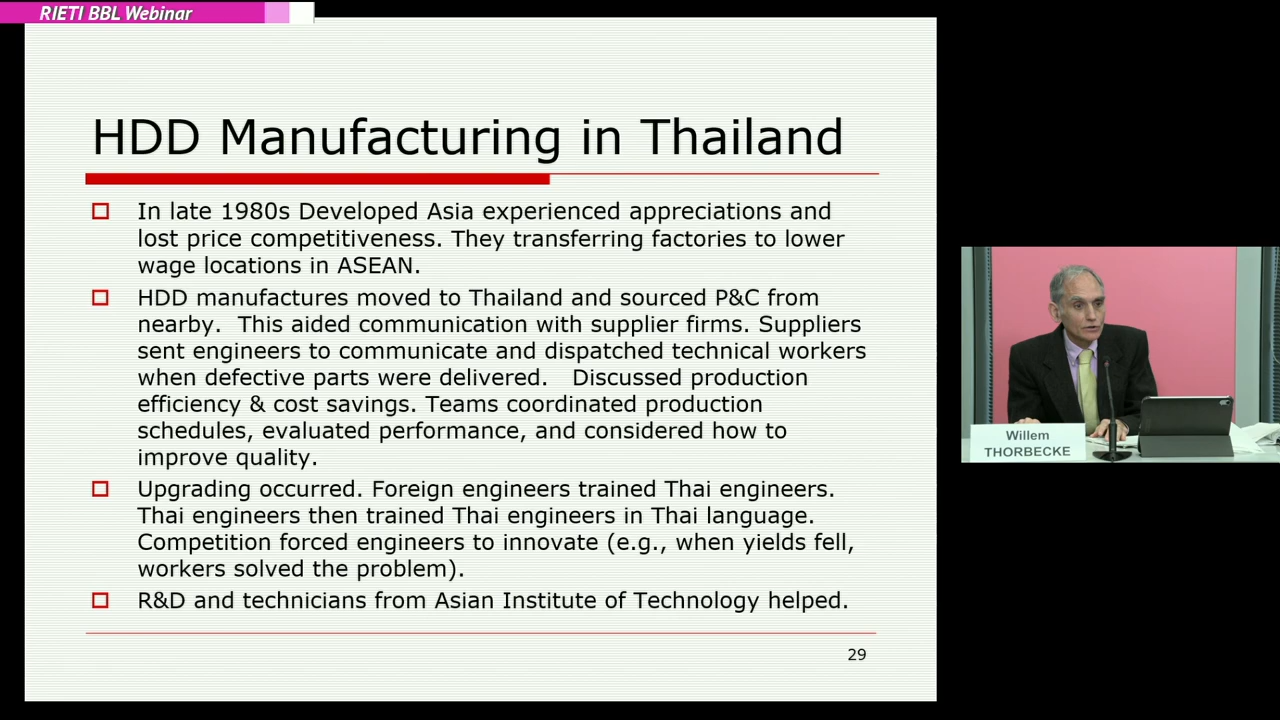 RIETI BBL Webinar
HDD Manufacturing in Thailand
In late 1980s Developed Asia experienced appreciations and
lost price competitiveness. They transferring factories to lower
wage locations in ASEAN.
HDD manufactures moved to Thailand and sourced P&C from
nearby.  This aided communication with supplier firms. Suppliers
sent engineers to communicate and dispatched technical workers
when defective parts were delivered.   Discussed production
efficiency & cost savings. Teams coordinated production
schedules, evaluated performance, and considered how to
improve quality.
Upgrading occurred. Foreign engineers trained Thai engineers.
Thai engineers then trained Thai engineers in Thai language.
Competition forced engineers to innovate (e.g., when yields fell,
workers solved the problem).
R&D and technicians from Asian Institute of Technology helped.
29
Willem
THORBECKE